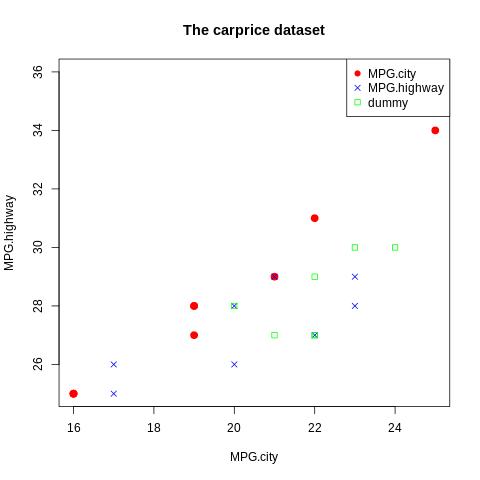 The carprice dataset
MPG.city
MPG.highway
dummy
36
34
32
30
28
26
MPG.highway
16 18 20 22 24
MPG.city